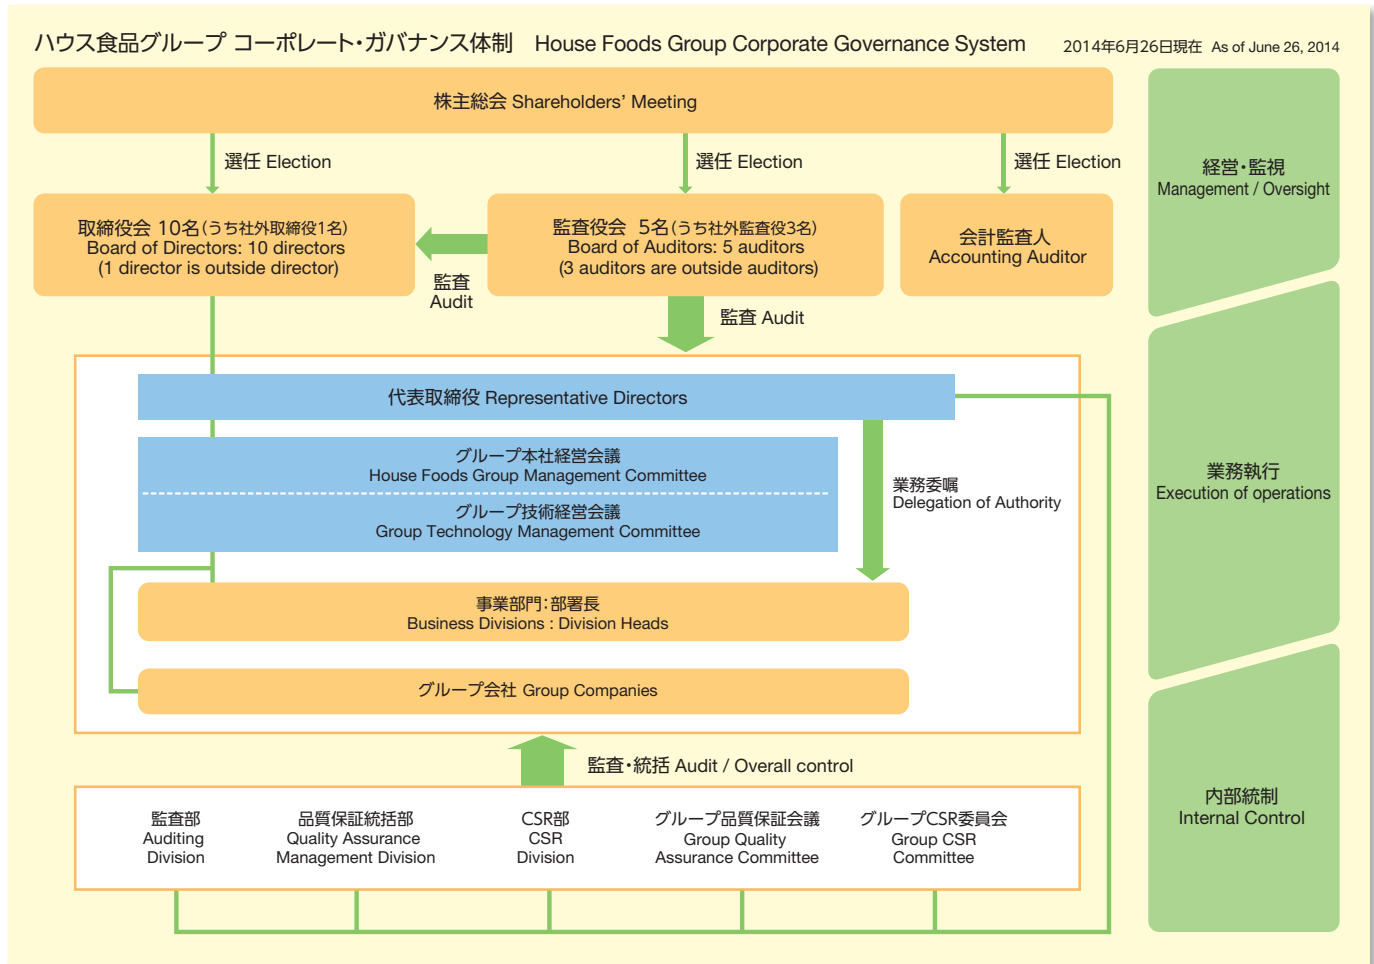 ハウス食品グループ コーポレート・ガバナンス体制 House Foods Group Corporate Governance System
2014年6月26日現在 As of June 26, 2014
株主総会 Shareholders' Meeting
選任 Election
選任 Election
選任 Election
取締役会 10名(うち社外取締役1名)
Board of Directors: 10 directors
(1 director is outside director)
監査
Audit
監査役会 5名(うち社外監査役3名)
Board of Auditors: 5 auditors
(3 auditors are outside auditors)
会計監査人
Accounting Auditor
監査 Audit
代表取締役 Representative Directors
グループ本社経営会議
House Foods Group Management Committee
グループ技術経営会議
Group Technology Management Committee
業務委嘱
Delegation of Authority
事業部門：部署長
Business Divisions : Division Heads
グループ会社 Group Companies
監査・統括 Audit / Overall control
監査部
Auditing
Division
品質保証統括部
Quality Assurance
Management Division
CSR部
CSR
Division
グループ品質保証会議
Group Quality
Assurance Committee
グループCSR委員会
Group CSR
Committee
経営・監視
Management / Oversight
業務執行
Execution of operations
内部統制
Internal Control